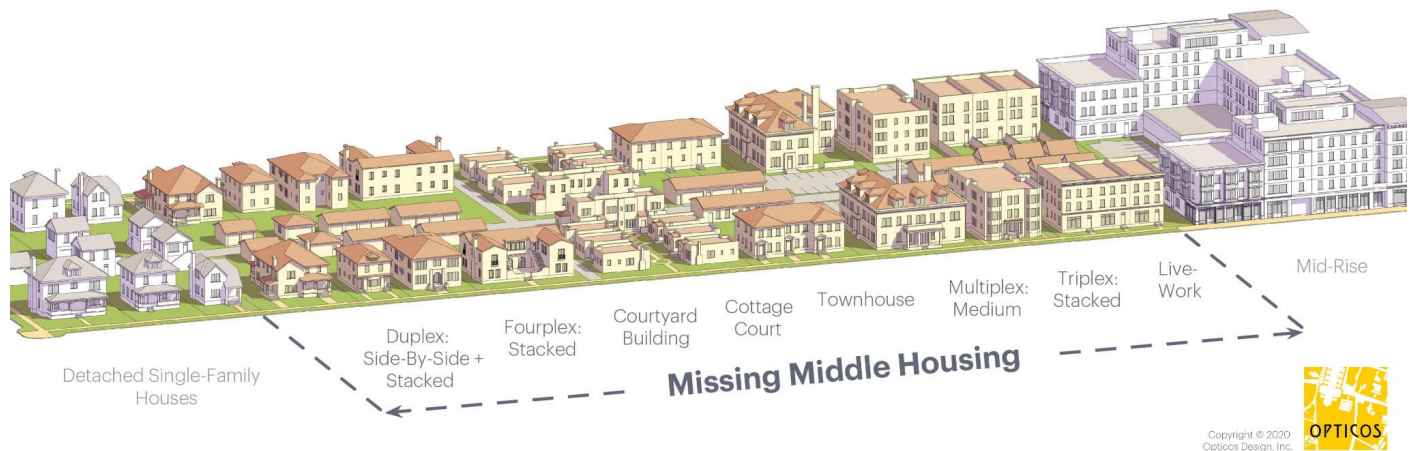 Detached Single-Family
Houses
Duplex:
Side-By-Side +
Stacked
Fourplex:
Stacked
Courtyard
Building
Cottage
Court
Townhouse
Multiplex:
Medium
Triplex:
Stacked
Live-
Work
Mid-Rise
Missing Middle Housing
Copyright © 2020
Opticos Design, Inc.
OPTICOS